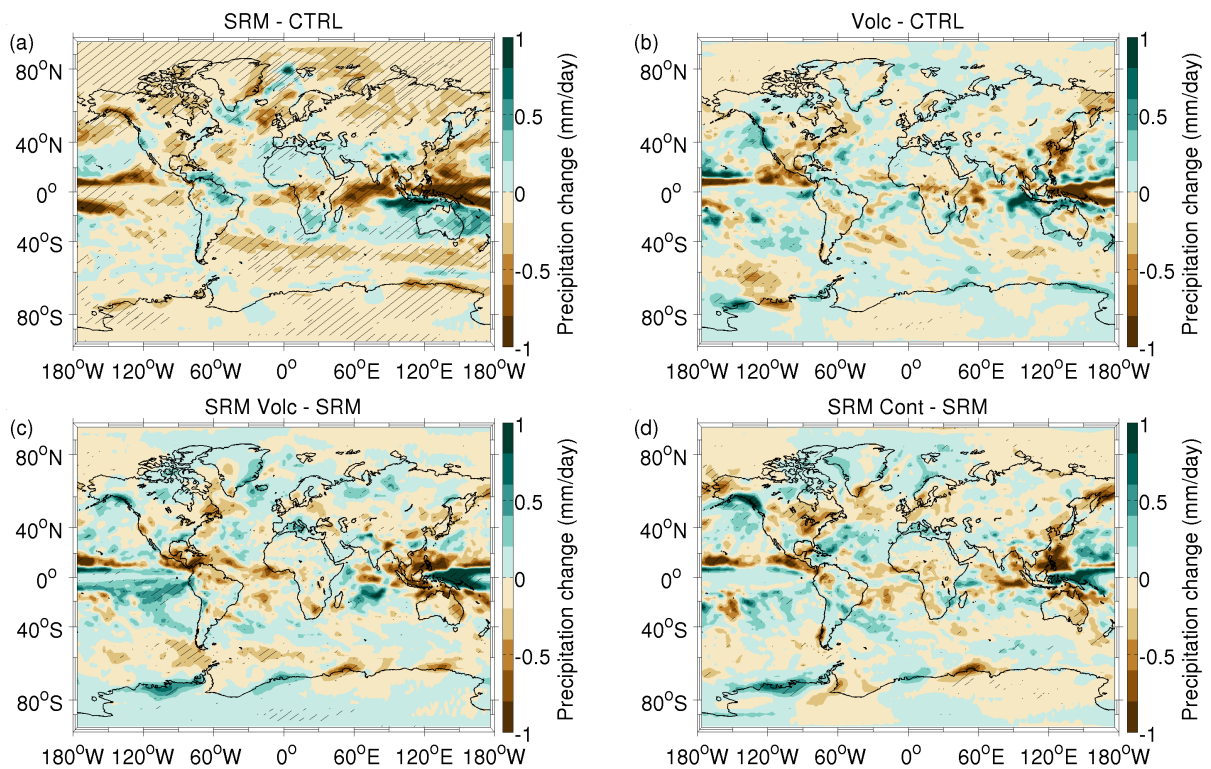 SRM - CTRL
(a)
80°N
40°N
0°
40°S
80°S
180°W 120°W 60°W 0° 60°E 120°E 180°W
1
0.5
0
-0.5
-1
Precipitation change (mm/day)
Volc - CTRL
(b)
80°N
40°N
0°
40°S
80°S
180°W 120°W 60°W 0° 60°E 120°E 180°W
1
0.5
0
-0.5
-1
Precipitation change (mm/day)
SRM Volc - SRM
(c)
80°N
40°N
0°
40°S
80°S
180°W 120°W 60°W 0° 60°E 120°E 180°W
1
0.5
0
-0.5
-1
Precipitation change (mm/day)
SRM Cont - SRM
(d)
80°N
40°N
0°
40°S
80°S
180°W 120°W 60°W 0° 60°E 120°E 180°W
1
0.5
0
-0.5
-1
Precipitation change (mm/day)